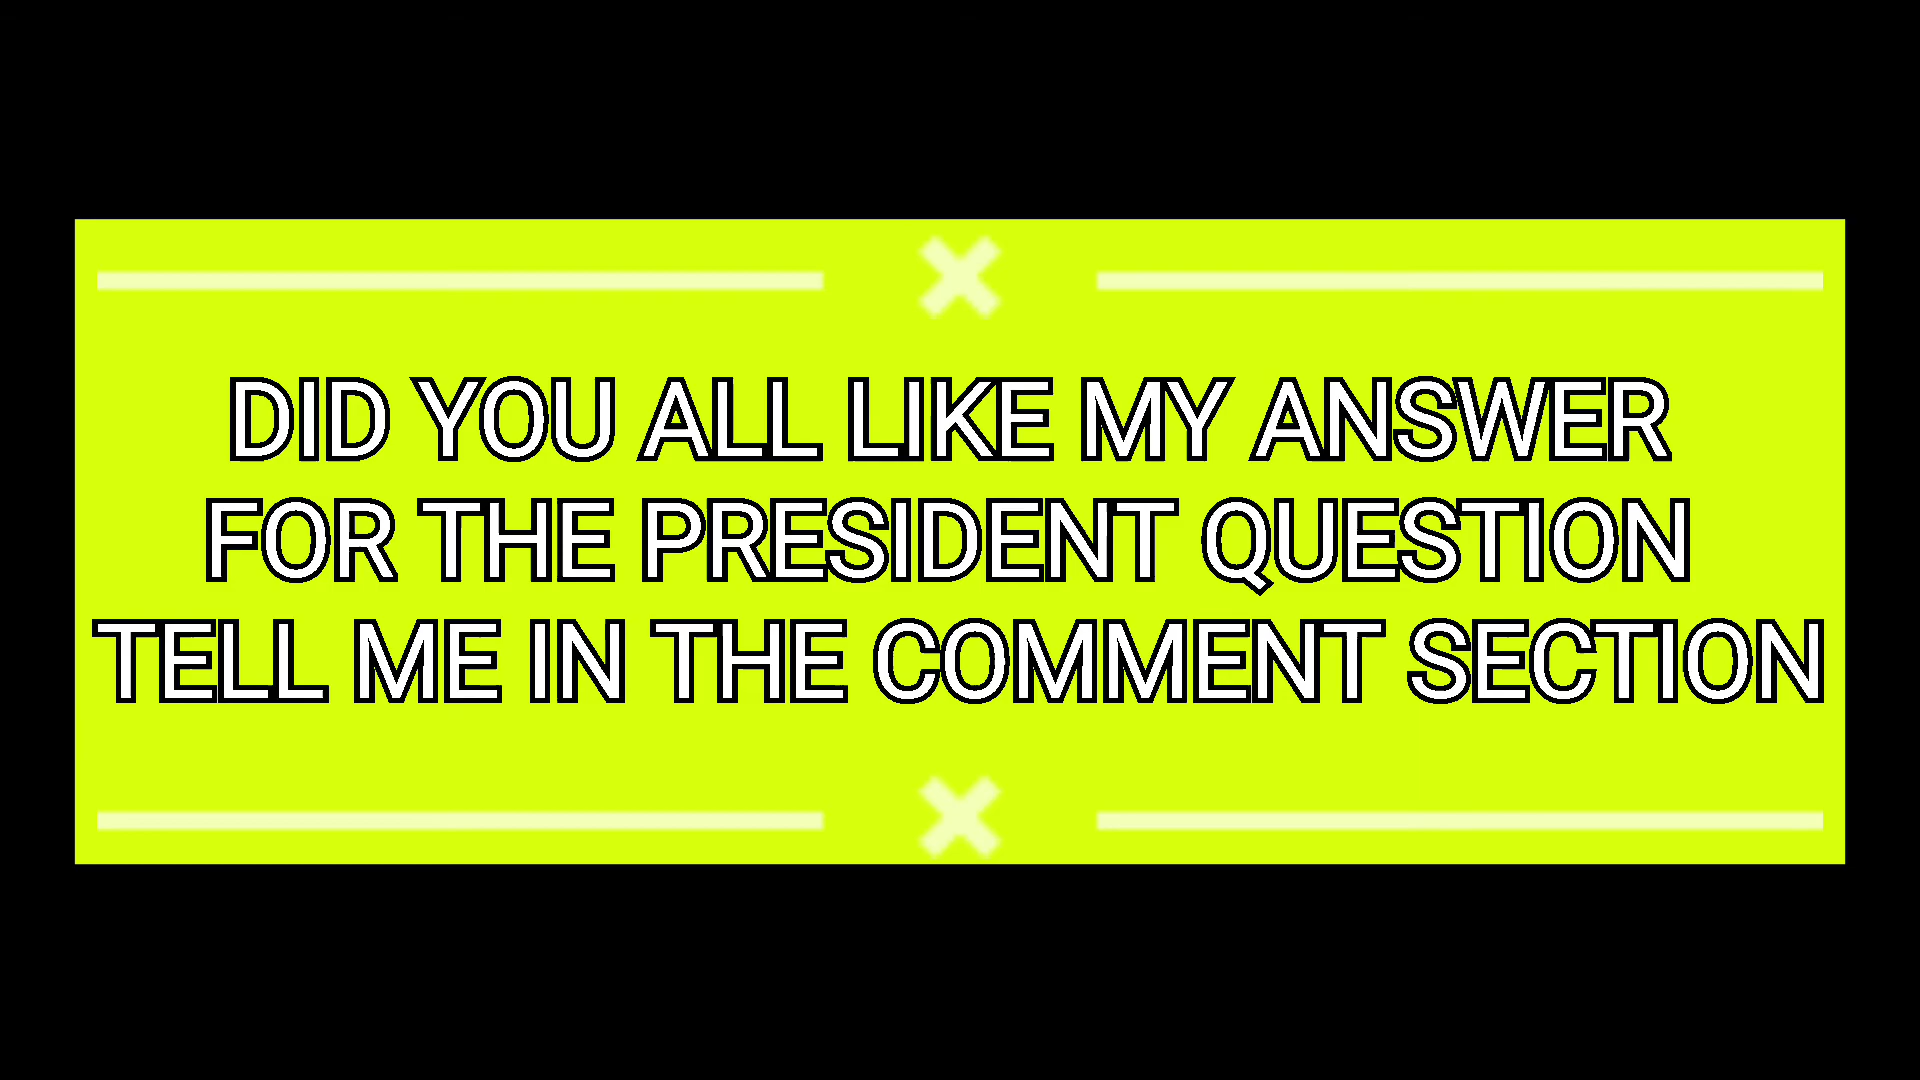 DID YOU ALL LIKE MY ANSWER
FOR THE PRESIDENT QUESTION
TELL ME IN THE COMMENT SECTION